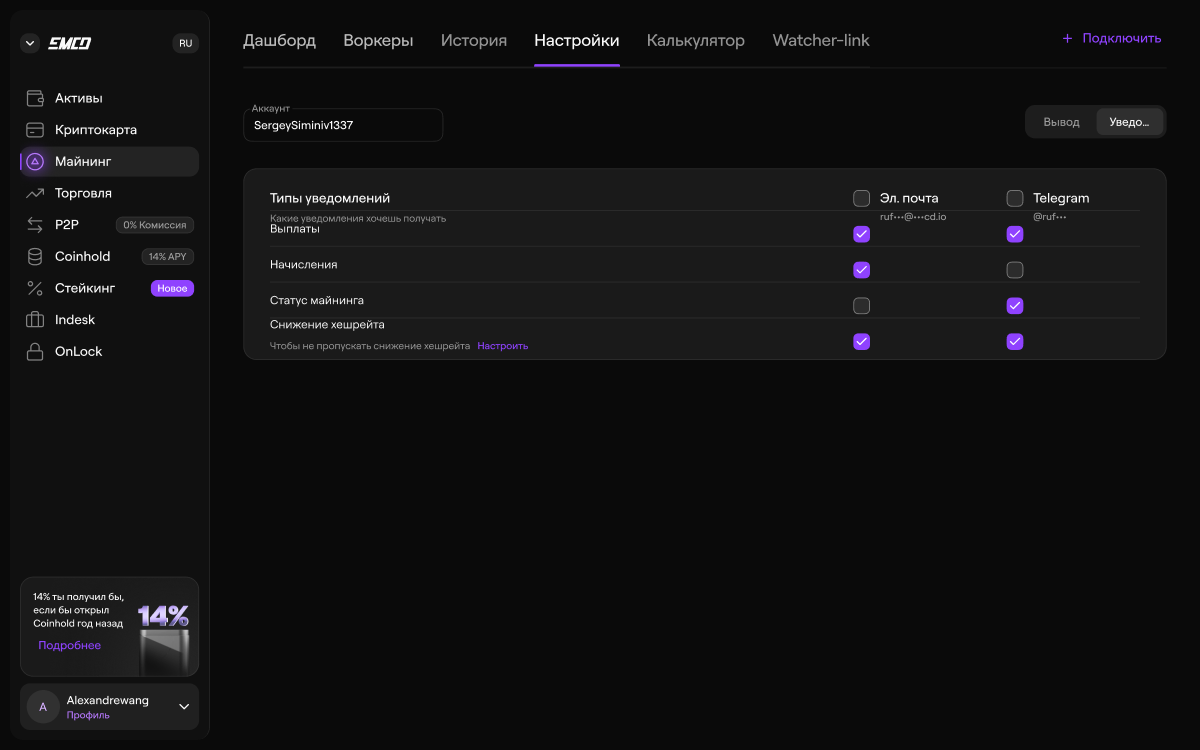 EMCD
RU
Активы
Криптокарта
Майнинг
Торговля
P2P 0% Комиссия
Coinhold 14% APY
Стейкинг Новое
Indesk
OnLock
14% ты получил бы,
если бы открыл
Coinhold год назад
14%
Подробнее
A
Alexandrewang
Профиль
Дашборд Воркеры История Настройки Калькулятор Watcher-link
+ Подключить
Аккаунт
SergeySiminiv1337
Вывод Уведо...
Типы уведомлений Эл. почта Telegram
Какие уведомления хочешь получать ruf•••@•••cd.io @ruf•••
Выплаты
Начисления
Статус майнинга
Снижение хешрейта
Чтобы не пропускать снижение хешрейта Настроить